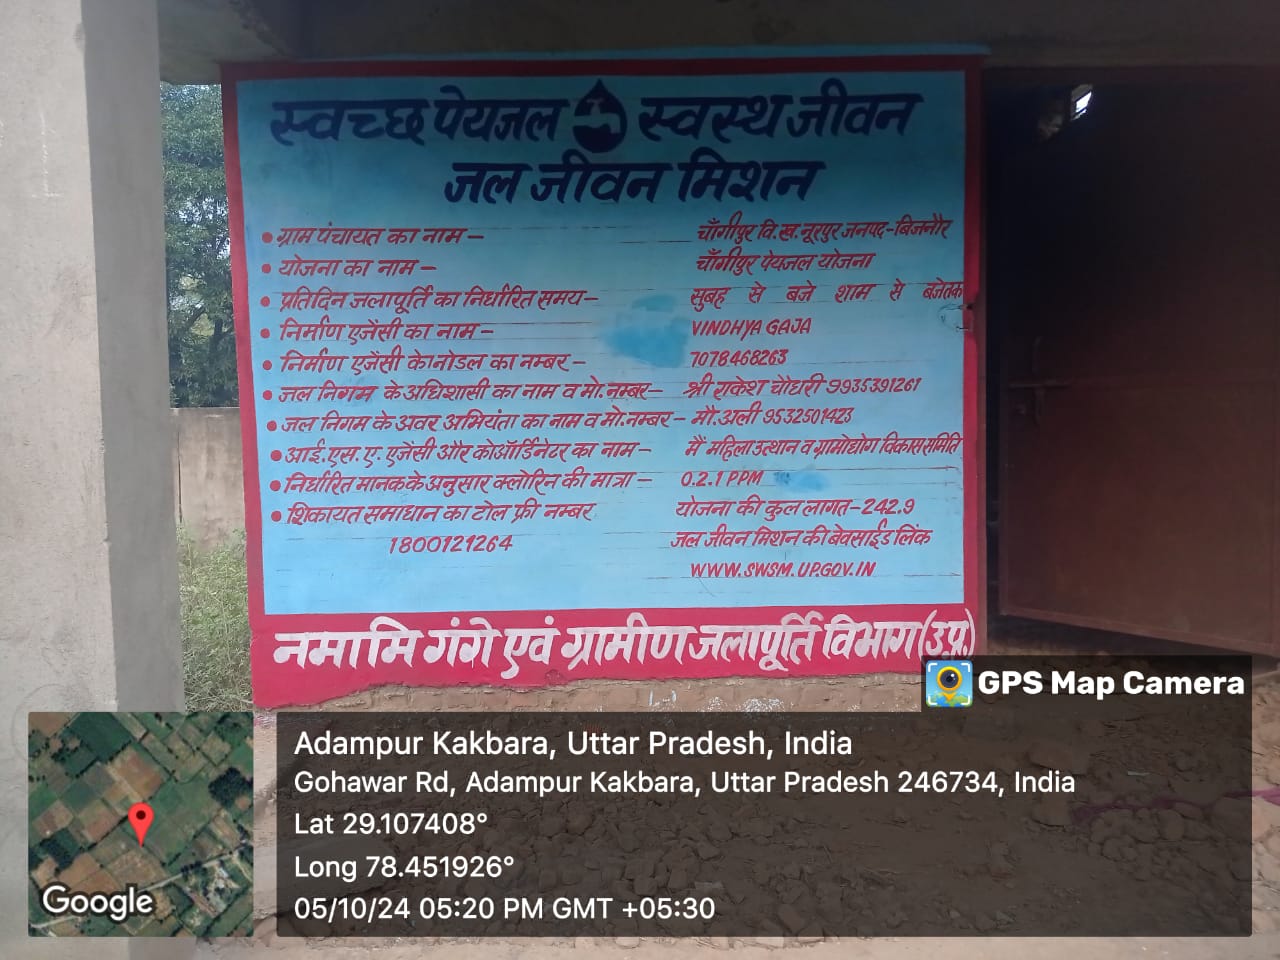 स्वच्छ पेयजल स्वस्थ जीवन
जल जीवन मिशन
• ग्राम पंचायत का नाम – चाँगीपुर वि.ख. नूरपुर जनपद-बिजनौर
• योजना का नाम – चाँगीपुर पेयजल योजना
• प्रतिदिन जलापूर्ति का निर्धारित समय – सुबह से बजे शाम से बजेतक
• निर्माण एजेंसी का नाम – VINDHYA GAJA
• निर्माण एजेंसी के नोडल का नम्बर – 7078468263
• जल निगम के अधिशासी का नाम व मो. नम्बर – श्री राकेश चौधरी 9935391261
• जल निगम के अवर अभियंता का नाम व मो. नम्बर – मौ. अली 9532501423
• आई. एस. ए. एजेंसी और कोऑर्डिनेटर का नाम – मैं महिला उत्थान व ग्रामोद्योग विकास समिति
• निर्धारित मानक के अनुसार क्लोरिन की मात्रा – 0.2.1 PPM
• शिकायत समाधान का टोल फ्री नम्बर योजना की कुल लागत-242.9
1800121264 जल जीवन मिशन की बेवसाईड लिंक
WWW.SWSM.UP.GOV.IN
नमामि गंगे एवं ग्रामीण जलापूर्ति विभाग (उ.प्र.)
GPS Map Camera
Adampur Kakbara, Uttar Pradesh, India
Gohawar Rd, Adampur Kakbara, Uttar Pradesh 246734, India
Lat 29.107408°
Long 78.451926°
05/10/24 05:20 PM GMT +05:30
Google